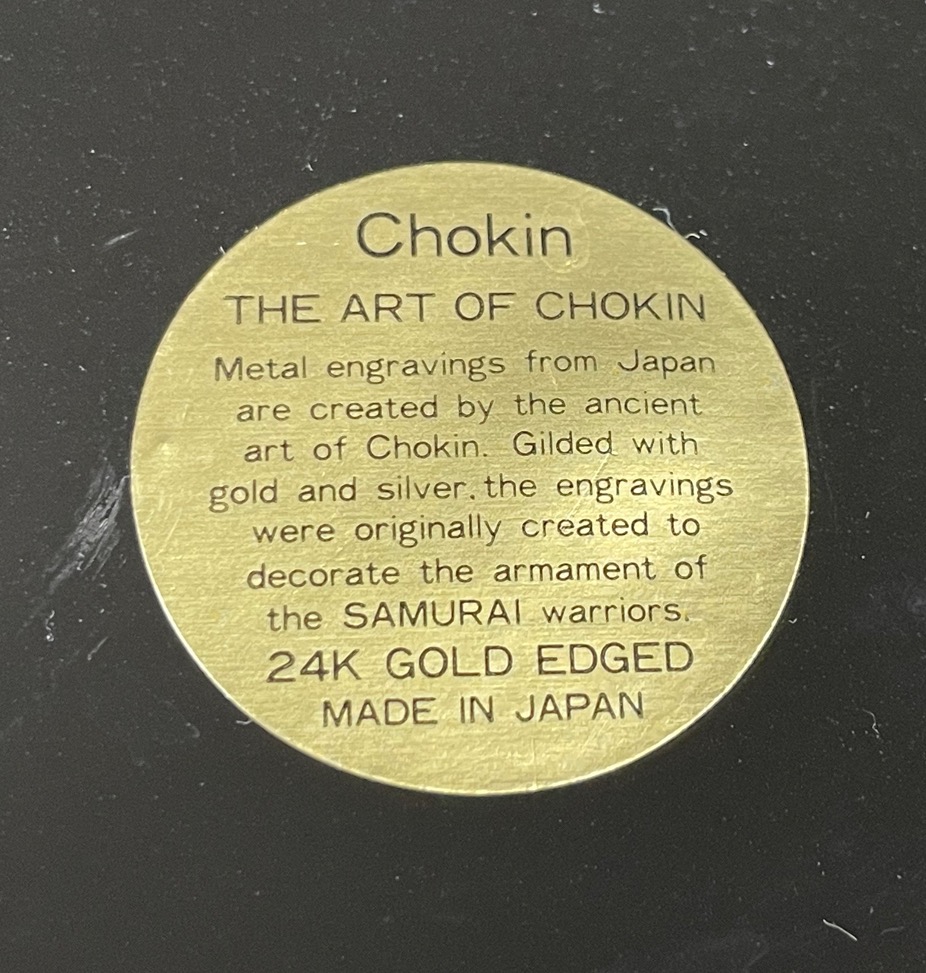 Chokin
THE ART OF CHOKIN
Metal engravings from Japan
are created by the ancient
art of Chokin. Gilded with
gold and silver. the engravings
were originally created to
decorate the armament of
the SAMURAI warriors.
24K GOLD EDGED
MADE IN JAPAN